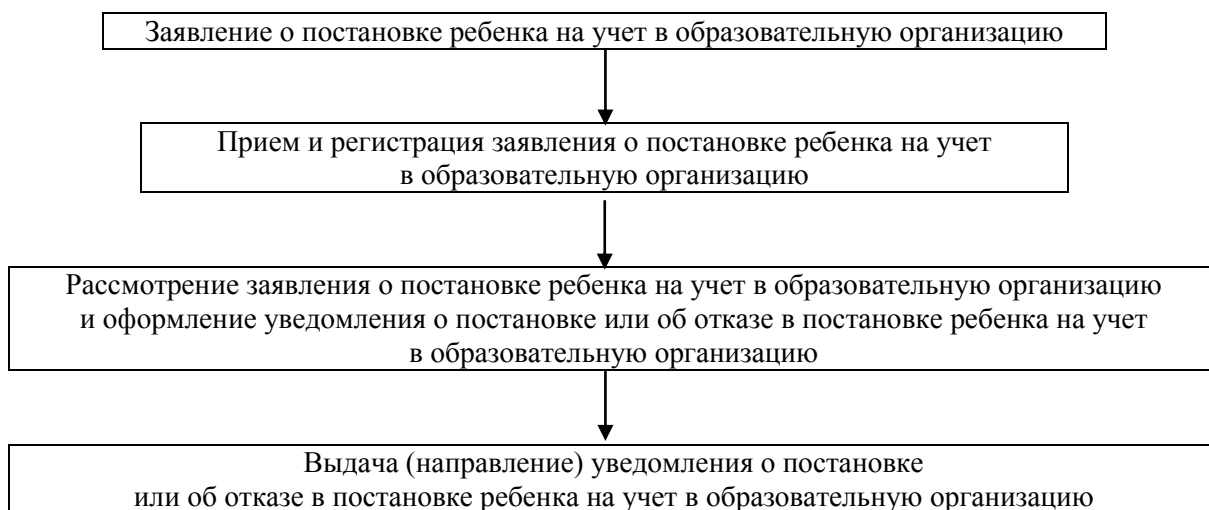 Заявление о постановке ребенка на учет в образовательную организацию
Прием и регистрация заявления о постановке ребенка на учет
в образовательную организацию
Рассмотрение заявления о постановке ребенка на учет в образовательную организацию
и оформление уведомления о постановке или об отказе в постановке ребенка на учет
в образовательную организацию
Выдача (направление) уведомления о постановке
или об отказе в постановке ребенка на учет в образовательную организацию